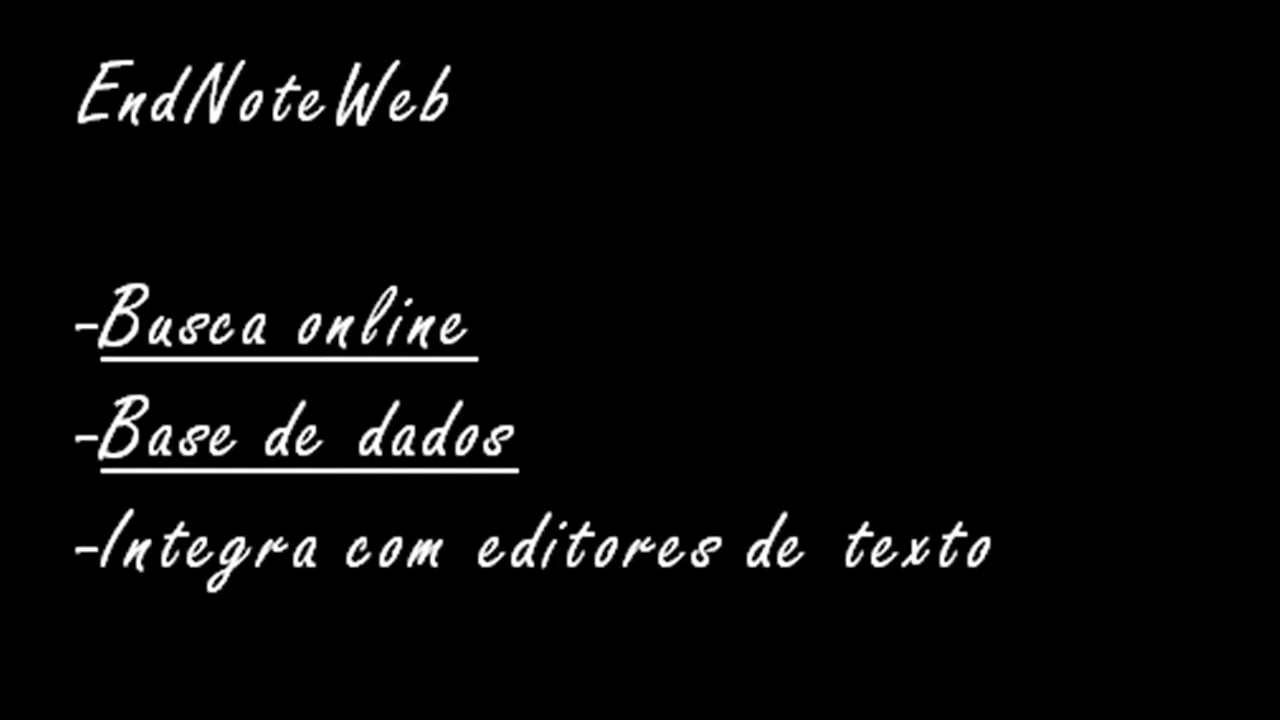 EndNoteWeb
-Busca online
-Base de dados
-Integra com editores de texto